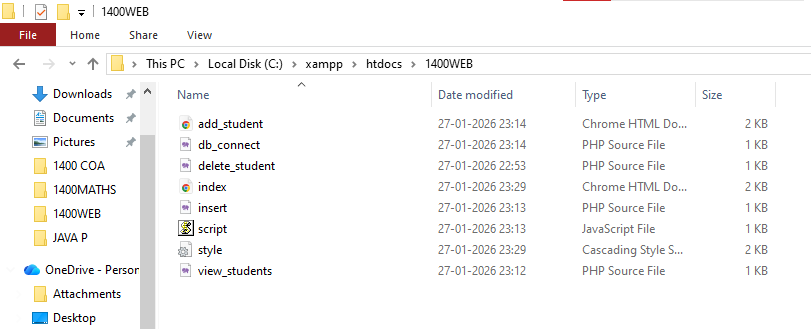 1400WEB
File Home Share View
This PC Local Disk (C:) xampp htdocs 1400WEB
Downloads
Documents
Pictures
1400 COA
1400MATHS
1400WEB
JAVA P
OneDrive - Person
Attachments
Desktop
Name Date modified Type Size
add_student 27-01-2026 23:14 Chrome HTML Do... 2 KB
db_connect 27-01-2026 23:14 PHP Source File 1 KB
delete_student 27-01-2026 22:53 PHP Source File 1 KB
index 27-01-2026 23:29 Chrome HTML Do... 2 KB
insert 27-01-2026 23:13 PHP Source File 1 KB
script 27-01-2026 23:13 JavaScript File 1 KB
style 27-01-2026 23:29 Cascading Style S... 2 KB
view_students 27-01-2026 23:12 PHP Source File 1 KB